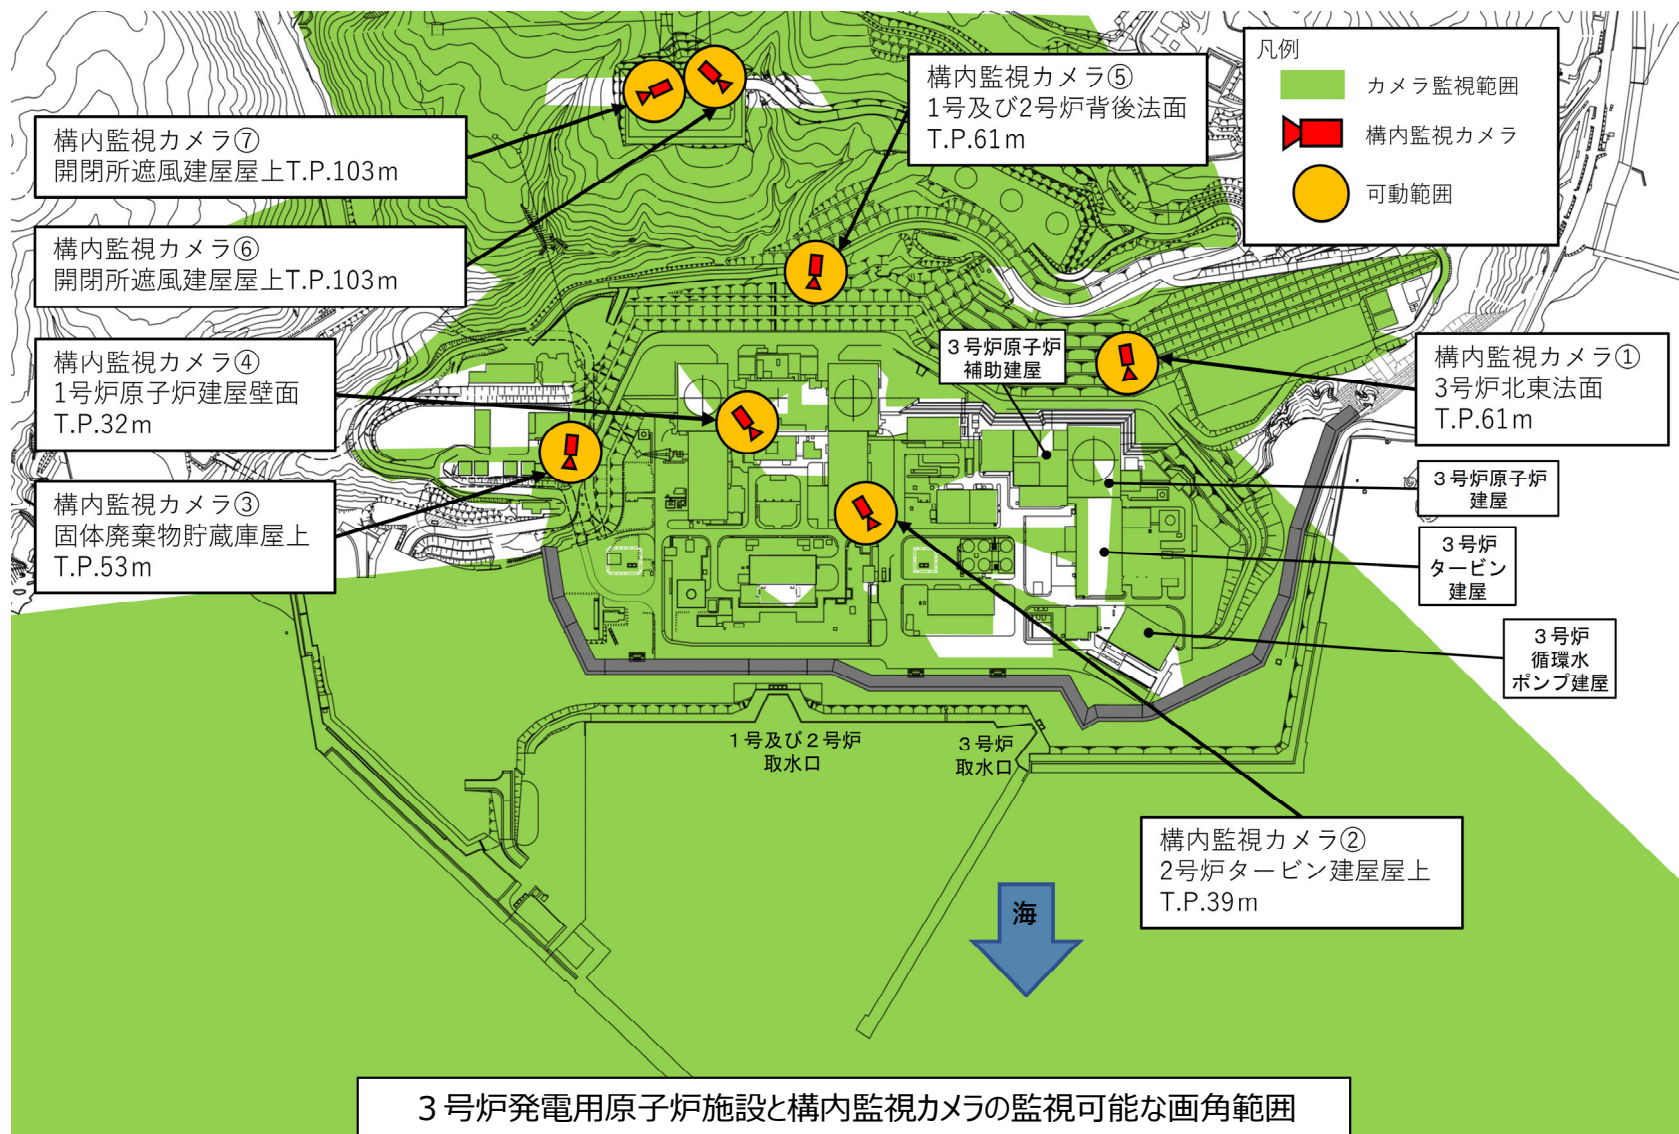 凡例
カメラ監視範囲
構内監視カメラ
可動範囲
構内監視カメラ⑤
1号及び2号炉背後法面
T.P.61m
構内監視カメラ⑦
開閉所遮風建屋屋上T.P.103m
構内監視カメラ⑥
開閉所遮風建屋屋上T.P.103m
構内監視カメラ④
1号炉原子炉建屋壁面
T.P.32m
3号炉原子炉
補助建屋
構内監視カメラ①
3号炉北東法面
T.P.61m
構内監視カメラ③
固体廃棄物貯蔵庫屋上
T.P.53m
3号炉原子炉
建屋
3号炉
タービン
建屋
3号炉
循環水
ポンプ建屋
1号及び2号炉
取水口
3号炉
取水口
構内監視カメラ②
2号炉タービン建屋屋上
T.P.39m
海
3号炉発電用原子炉施設と構内監視カメラの監視可能な画角範囲